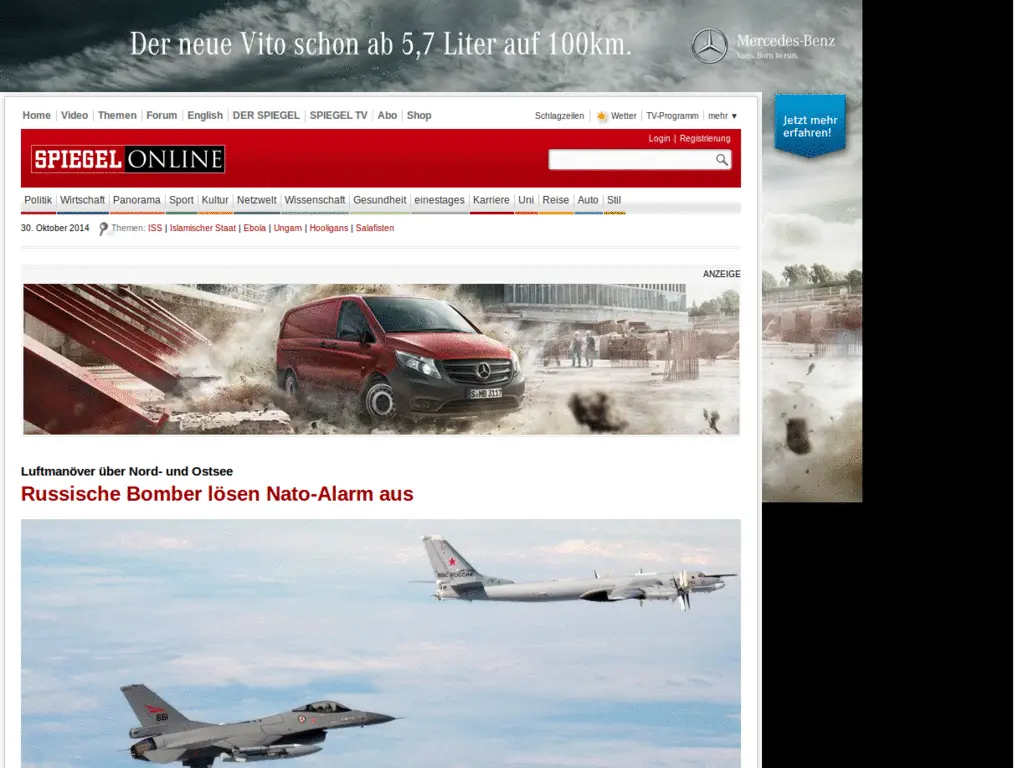 Der neue Vito schon ab 5,7 Liter auf 100km.
Mercedes-Benz
Vans. Born to run.
Jetzt mehr
erfahren!
Home Video Themen Forum English DER SPIEGEL SPIEGEL TV Abo Shop
Schlagzeilen Wetter TV-Programm mehr ▼
Login | Registrierung
SPIEGEL ONLINE
Politik Wirtschaft Panorama Sport Kultur Netzwelt Wissenschaft Gesundheit einestages Karriere Uni Reise Auto Stil
30. Oktober 2014 Themen: ISS | Islamischer Staat | Ebola | Ungarn | Hooligans | Salafisten
ANZEIGE
S MB 3117
Luftmanöver über Nord- und Ostsee
Russische Bomber lösen Nato-Alarm aus
ВВС РОССИИ
661